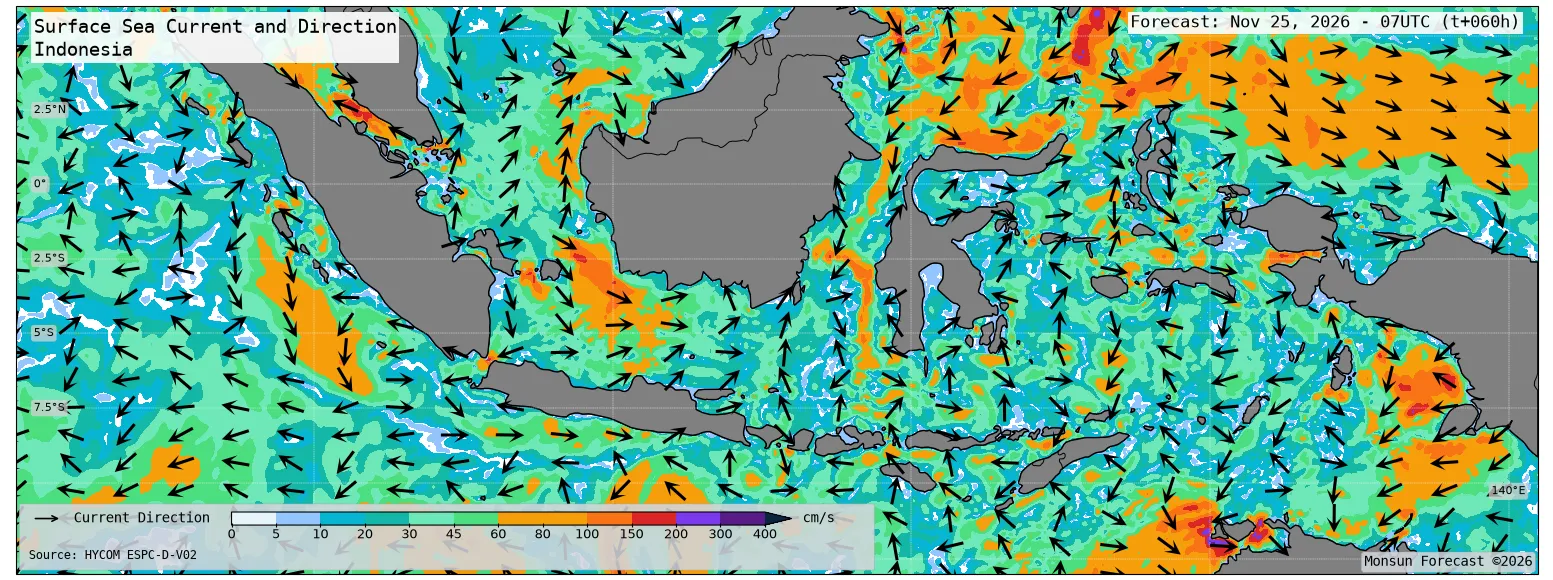 Surface Sea Current and Direction
Indonesia
Forecast: Nov 25, 2026 - 07UTC (t+060h)
2.5°N
0°
2.5°S
5°S
7.5°S
140°E
Current Direction
0 5 10 20 30 45 60 80 100 150 200 300 400
cm/s
Source: HYCOM ESPC-D-V02
Monsun Forecast ©2026